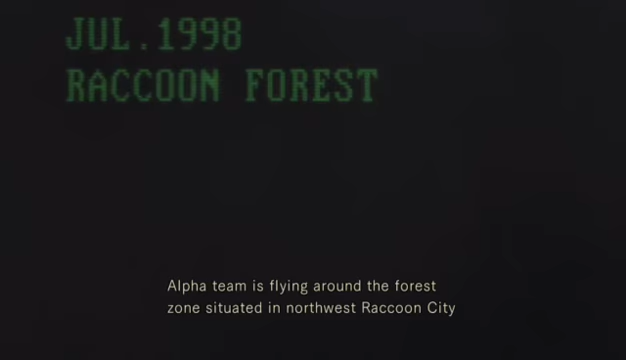 JUL.1998
RACCOON FOREST
Alpha team is flying around the forest
zone situated in northwest Raccoon City